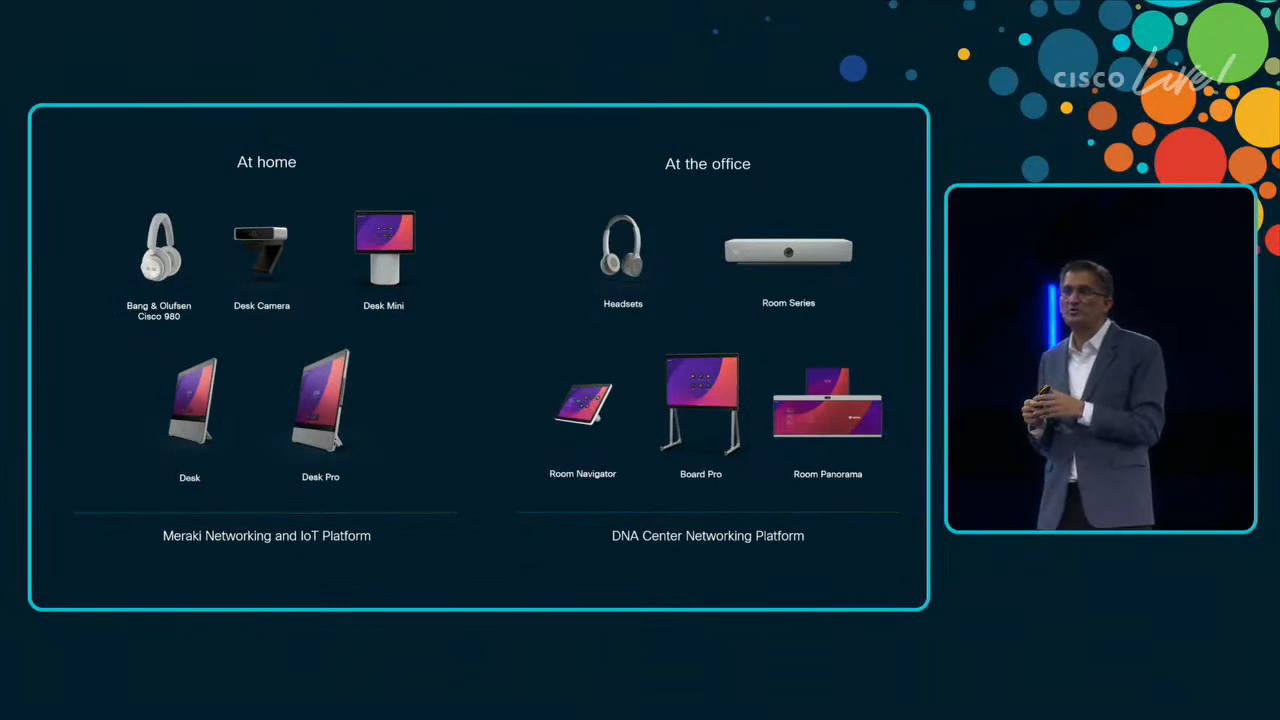 CISCO Live!
At home
At the office
Bang & Olufsen
Cisco 980
Desk Camera
Desk Mini
Headsets
Room Series
Desk
Desk Pro
Room Navigator
Board Pro
Room Panorama
Meraki Networking and IoT Platform
DNA Center Networking Platform